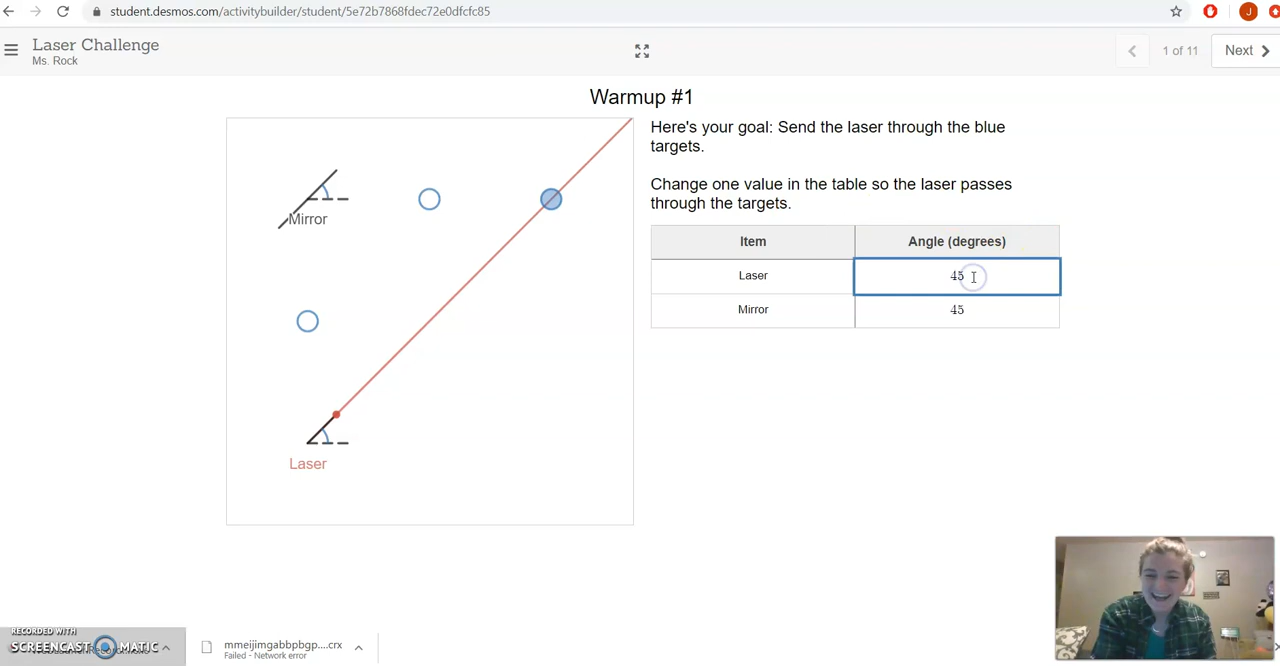 student.desmos.com/activitybuilder/student/5e72b7868fdec72e0dfcfc85
J
Laser Challenge
Ms. Rock
1 of 11
Next
Warmup #1
Here's your goal: Send the laser through the blue
targets.
Change one value in the table so the laser passes
through the targets.
Item Angle (degrees)
Laser 45
Mirror 45
Mirror
Laser
RECORDED WITH
SCREENCAST MATIC
mmeijimgabbpbgp....crx
Failed - Network error